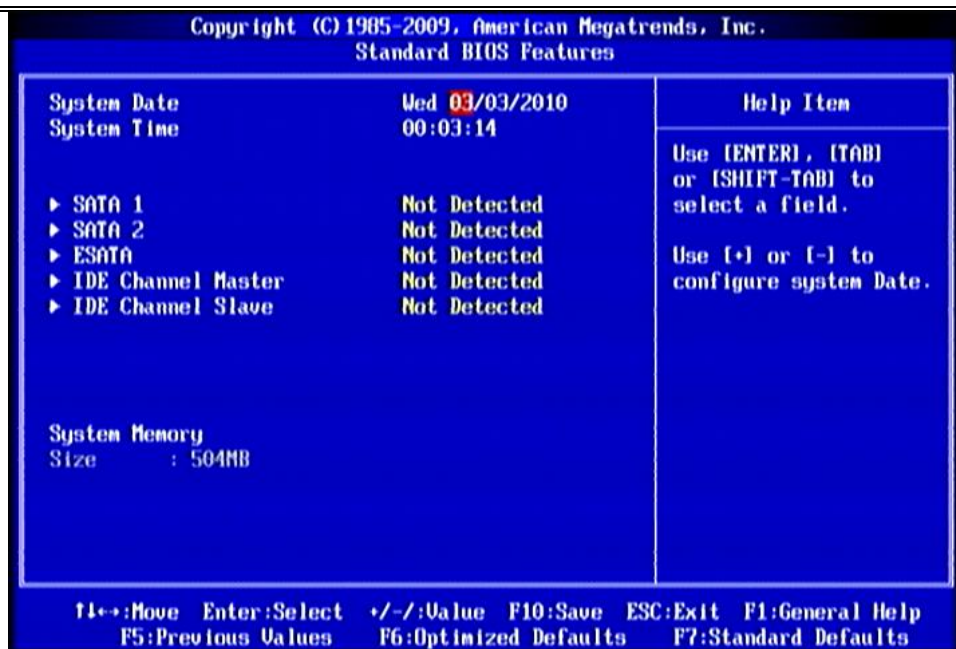 Copyright (C)1985-2009, American Megatrends, Inc.
Standard BIOS Features
System Date Wed 03/03/2010
System Time 00:03:14
▶ SATA 1 Not Detected
▶ SATA 2 Not Detected
▶ ESATA Not Detected
▶ IDE Channel Master Not Detected
▶ IDE Channel Slave Not Detected
System Memory
Size : 504MB
Help Item
Use [ENTER], [TAB]
or [SHIFT-TAB] to
select a field.
Use [+] or [-] to
configure system Date.
↑↓←→:Move Enter:Select +/-/:Value F10:Save ESC:Exit F1:General Help
F5:Previous Values F6:Optimized Defaults F7:Standard Defaults